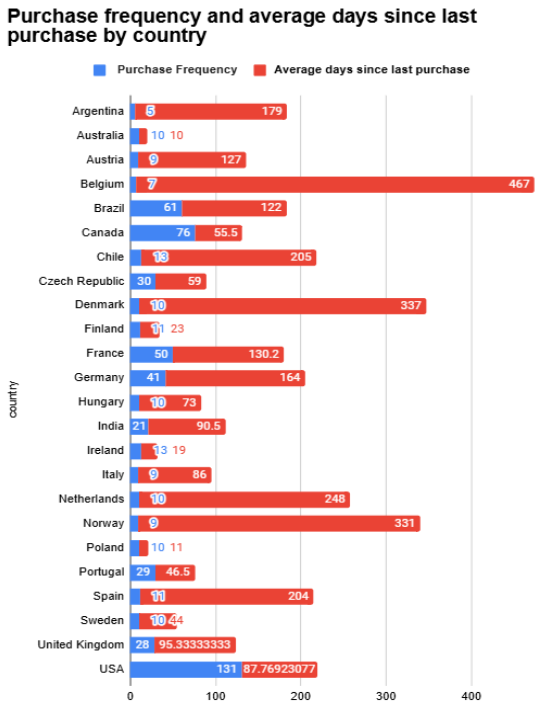 Purchase frequency and average days since last
purchase by country
Purchase Frequency Average days since last purchase
Argentina 5 179
Australia 10 10
Austria 9 127
Belgium 7 467
Brazil 61 122
Canada 76 55.5
Chile 13 205
Czech Republic 30 59
Denmark 10 337
Finland 11 23
France 50 130.2
Germany 41 164
Hungary 10 73
India 21 90.5
Ireland 13 19
Italy 9 86
Netherlands 10 248
Norway 9 331
Poland 10 11
Portugal 29 46.5
Spain 11 204
Sweden 10 44
United Kingdom 28 95.33333333
USA 131 87.76923077
0 100 200 300 400
country